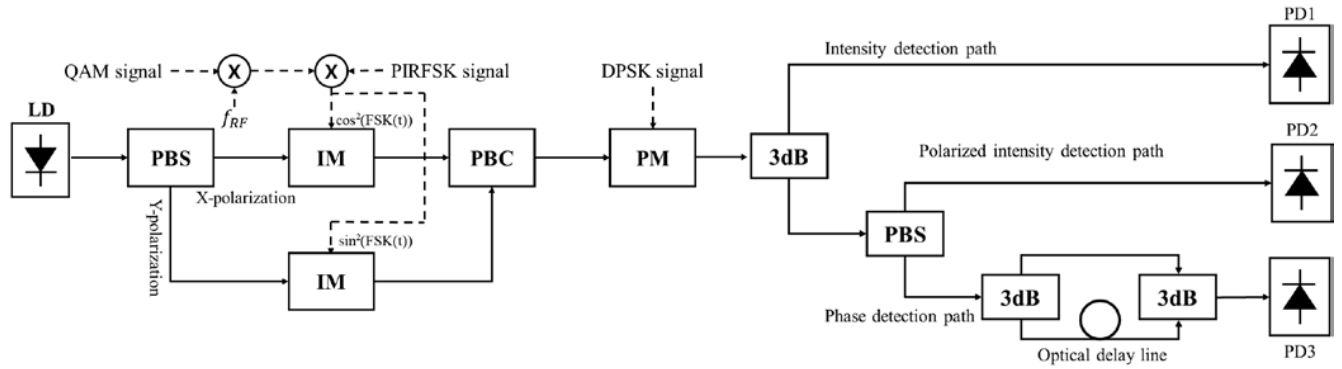 PD1
Intensity detection path
QAM signal
X
X
PIRFSK signal
DPSK signal
LD
f_RF
cos²(FSK(t))
PD2
PBS
IM
PBC
PM
3dB
Polarized intensity detection path
X-polarization
Y-polarization
sin²(FSK(t))
PBS
IM
3dB
3dB
Phase detection path
Optical delay line
PD3